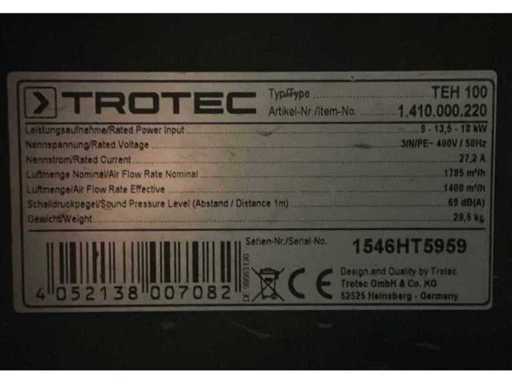 TROTEC
Typ/Type TEH 100
Artikel-Nr./Item-No. 1.410.000.220
Leistungsaufnahme/Rated Power Input 9 - 13,5 - 18 kW
Nennspannung/Rated Voltage 3/N/PE~ 400V / 50Hz
Nennstrom/Rated Current 27,2 A
Luftmenge Nominal/Air Flow Rate Nominal 1785 m³/h
Luftmenge/Air Flow Rate Effective 1400 m³/h
Schalldruckpegel/Sound Pressure Level (Abstand / Distance 1m) 69 dB(A)
Gewicht/Weight 29,5 kg
Serien-Nr./Serial-No. 1546HT5959
4 052138 007082
CE
Design and Quality by Trotec
Trotec GmbH & Co. KG
52525 Heinsberg - Germany